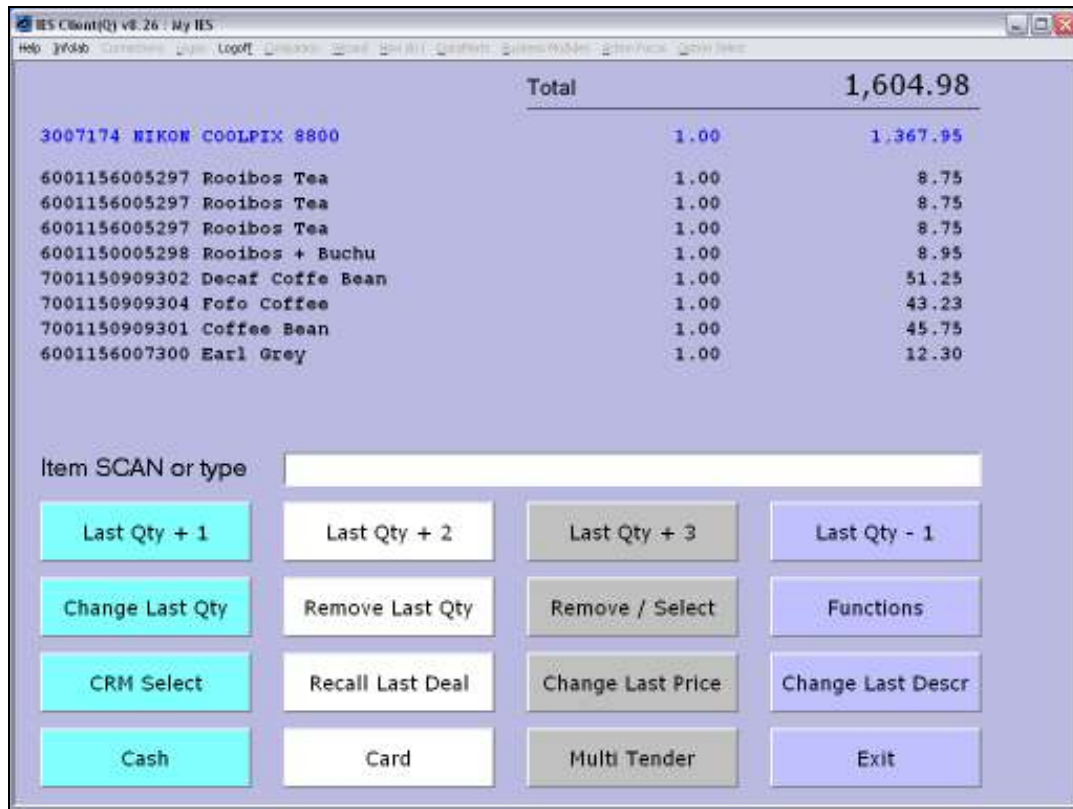 IES Client(Q) v8.26 : My IES
Help Infolab Logoff
Total 1,604.98
3007174 NIKON COOLPIX 8800 1.00 1,367.95
6001156005297 Rooibos Tea 1.00 8.75
6001156005297 Rooibos Tea 1.00 8.75
6001156005297 Rooibos Tea 1.00 8.75
6001150005298 Rooibos + Buchu 1.00 8.95
7001150909302 Decaf Coffe Bean 1.00 51.25
7001150909304 Fofo Coffee 1.00 43.23
7001150909301 Coffee Bean 1.00 45.75
6001156007300 Earl Grey 1.00 12.30
Item SCAN or type
Last Qty + 1 Last Qty + 2 Last Qty + 3 Last Qty - 1
Change Last Qty Remove Last Qty Remove / Select Functions
CRM Select Recall Last Deal Change Last Price Change Last Descr
Cash Card Multi Tender Exit